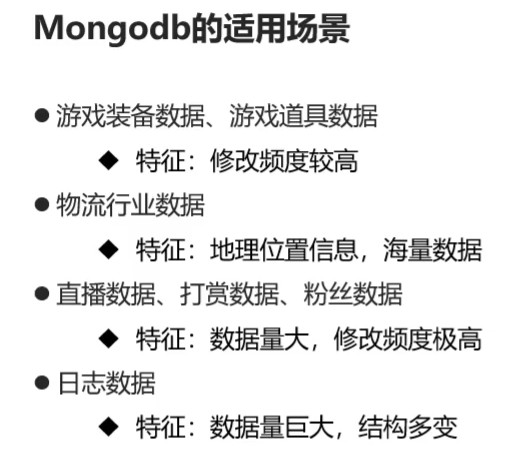 Mongodb的适用场景
● 游戏装备数据、游戏道具数据
◆ 特征：修改频度较高
● 物流行业数据
◆ 特征：地理位置信息，海量数据
● 直播数据、打赏数据、粉丝数据
◆ 特征：数据量大，修改频度极高
● 日志数据
◆ 特征：数据量巨大，结构多变